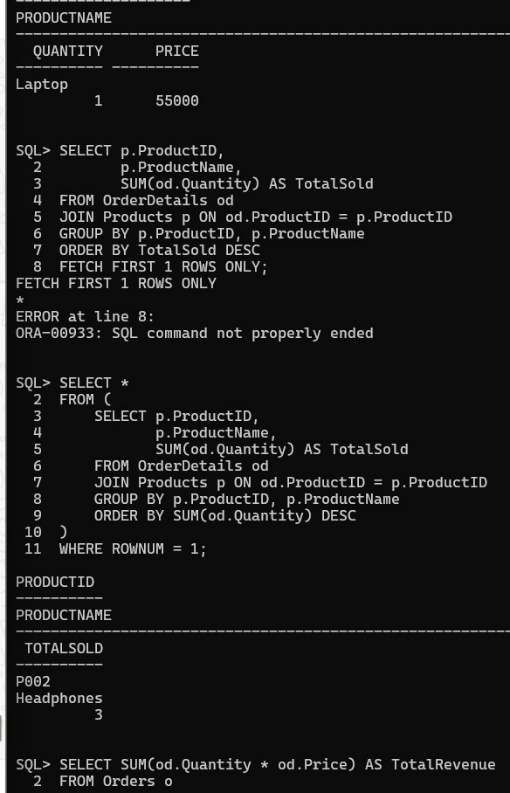 PRODUCTNAME
--------------------------------------------------------------------------------
  QUANTITY      PRICE
---------- ----------
Laptop
         1      55000

SQL> SELECT p.ProductID,
  2         p.ProductName,
  3         SUM(od.Quantity) AS TotalSold
  4  FROM OrderDetails od
  5  JOIN Products p ON od.ProductID = p.ProductID
  6  GROUP BY p.ProductID, p.ProductName
  7  ORDER BY TotalSold DESC
  8  FETCH FIRST 1 ROWS ONLY;
FETCH FIRST 1 ROWS ONLY
*
ERROR at line 8:
ORA-00933: SQL command not properly ended

SQL> SELECT *
  2  FROM (
  3      SELECT p.ProductID,
  4             p.ProductName,
  5             SUM(od.Quantity) AS TotalSold
  6      FROM OrderDetails od
  7      JOIN Products p ON od.ProductID = p.ProductID
  8      GROUP BY p.ProductID, p.ProductName
  9      ORDER BY SUM(od.Quantity) DESC
 10  )
 11  WHERE ROWNUM = 1;

PRODUCTID
----------
PRODUCTNAME
--------------------------------------------------------------------------------
 TOTALSOLD
----------
P002
Headphones
         3

SQL> SELECT SUM(od.Quantity * od.Price) AS TotalRevenue
  2  FROM Orders o